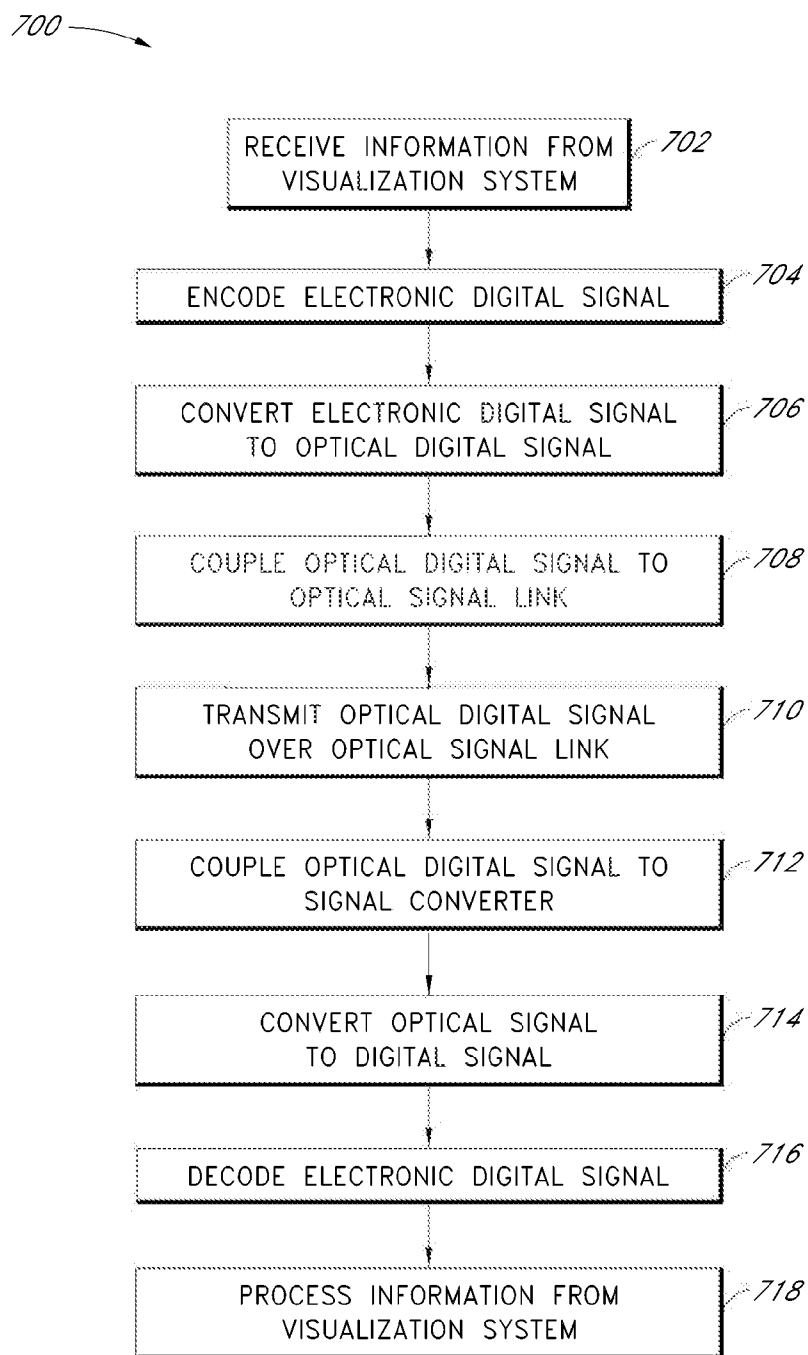 700
RECEIVE INFORMATION FROM
VISUALIZATION SYSTEM
702
ENCODE ELECTRONIC DIGITAL SIGNAL
704
CONVERT ELECTRONIC DIGITAL SIGNAL
TO OPTICAL DIGITAL SIGNAL
706
COUPLE OPTICAL DIGITAL SIGNAL TO
OPTICAL SIGNAL LINK
708
TRANSMIT OPTICAL DIGITAL SIGNAL
OVER OPTICAL SIGNAL LINK
710
COUPLE OPTICAL DIGITAL SIGNAL TO
SIGNAL CONVERTER
712
CONVERT OPTICAL SIGNAL
TO DIGITAL SIGNAL
714
DECODE ELECTRONIC DIGITAL SIGNAL
716
PROCESS INFORMATION FROM
VISUALIZATION SYSTEM
718